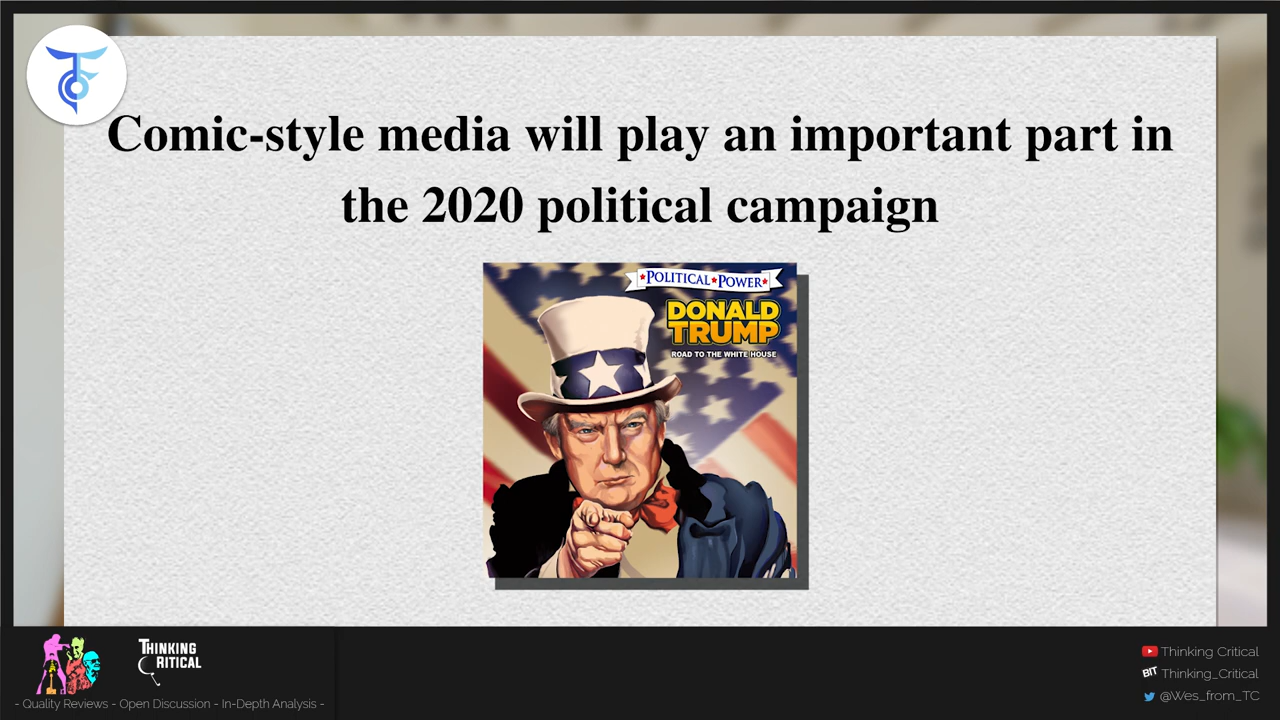 Comic-style media will play an important part in
the 2020 political campaign
★POLITICAL★POWER★
DONALD
TRUMP
ROAD TO THE WHITE HOUSE
THINKING
CRITICAL
- Quality Reviews - Open Discussion - In-Depth Analysis -
Thinking Critical
BIT Thinking_Critical
@Wes_from_TC